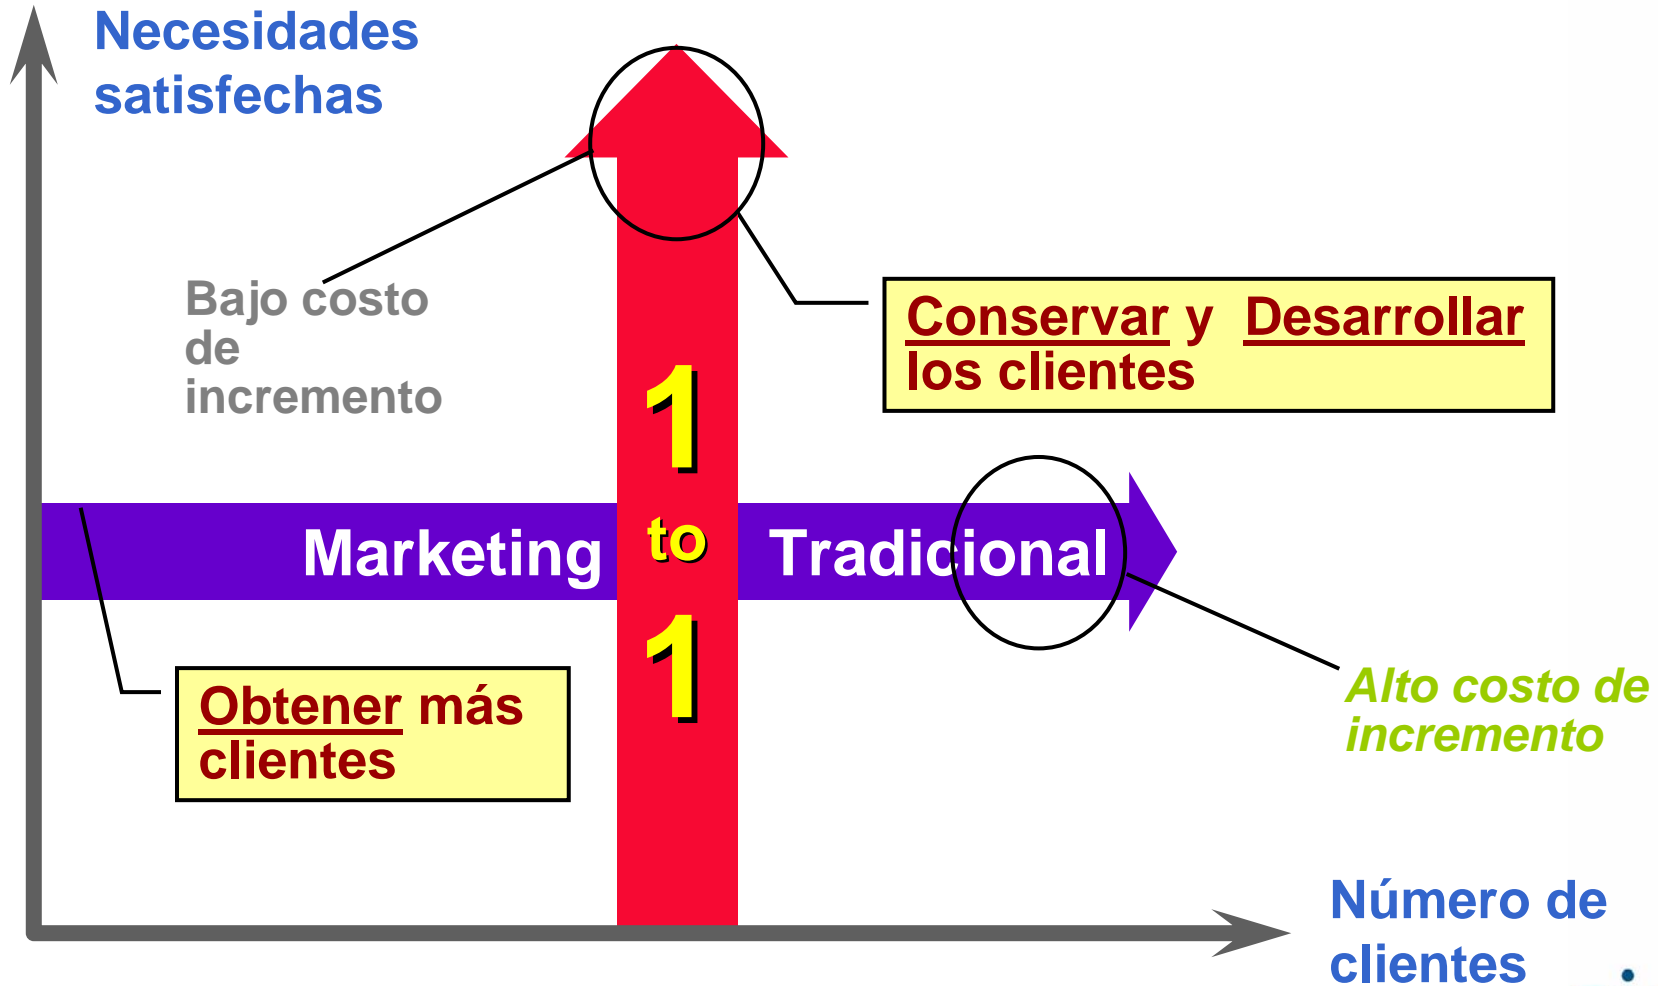 Necesidades
satisfechas
Bajo costo
de
incremento
Conservar y Desarrollar
los clientes
1
to
1
Marketing
Tradicional
Obtener más
clientes
Alto costo de
incremento
Número de
clientes